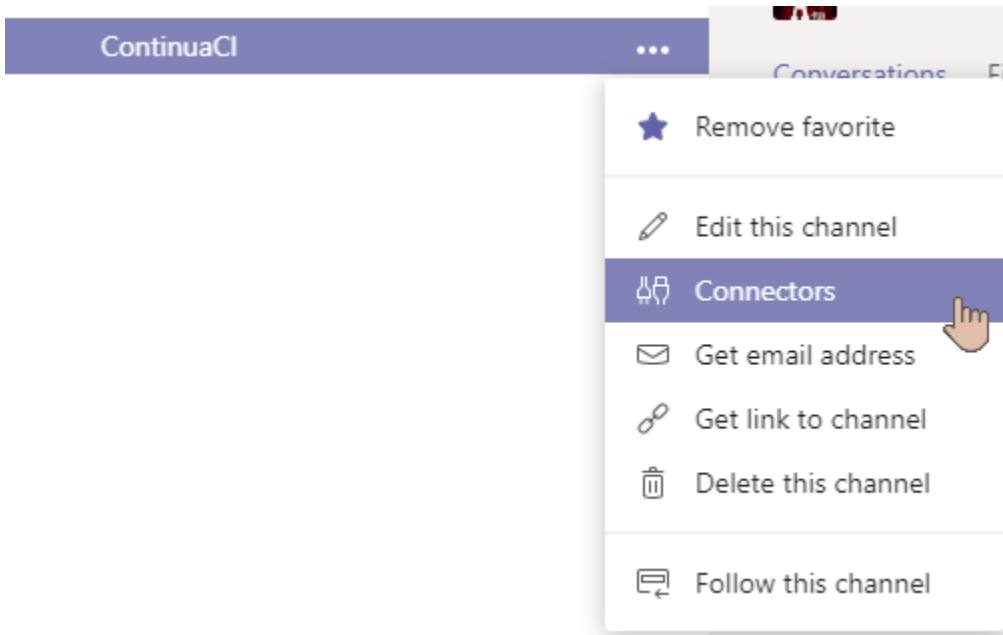 ContinuaCI
Conversations
Remove favorite
Edit this channel
Connectors
Get email address
Get link to channel
Delete this channel
Follow this channel